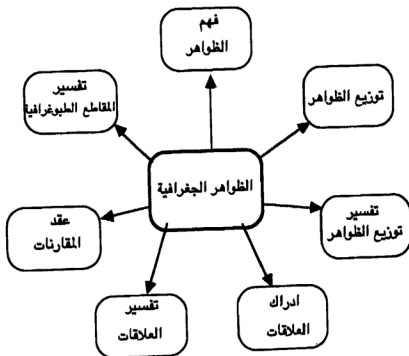 فهم
الظواهر
توزيع الظواهر
تفسير
المقاطع الطبوغرافية
الظواهر الجغرافية
تفسير
توزيع الظواهر
عقد
المقارنات
ادراك
العلاقات
تفسير
العلاقات